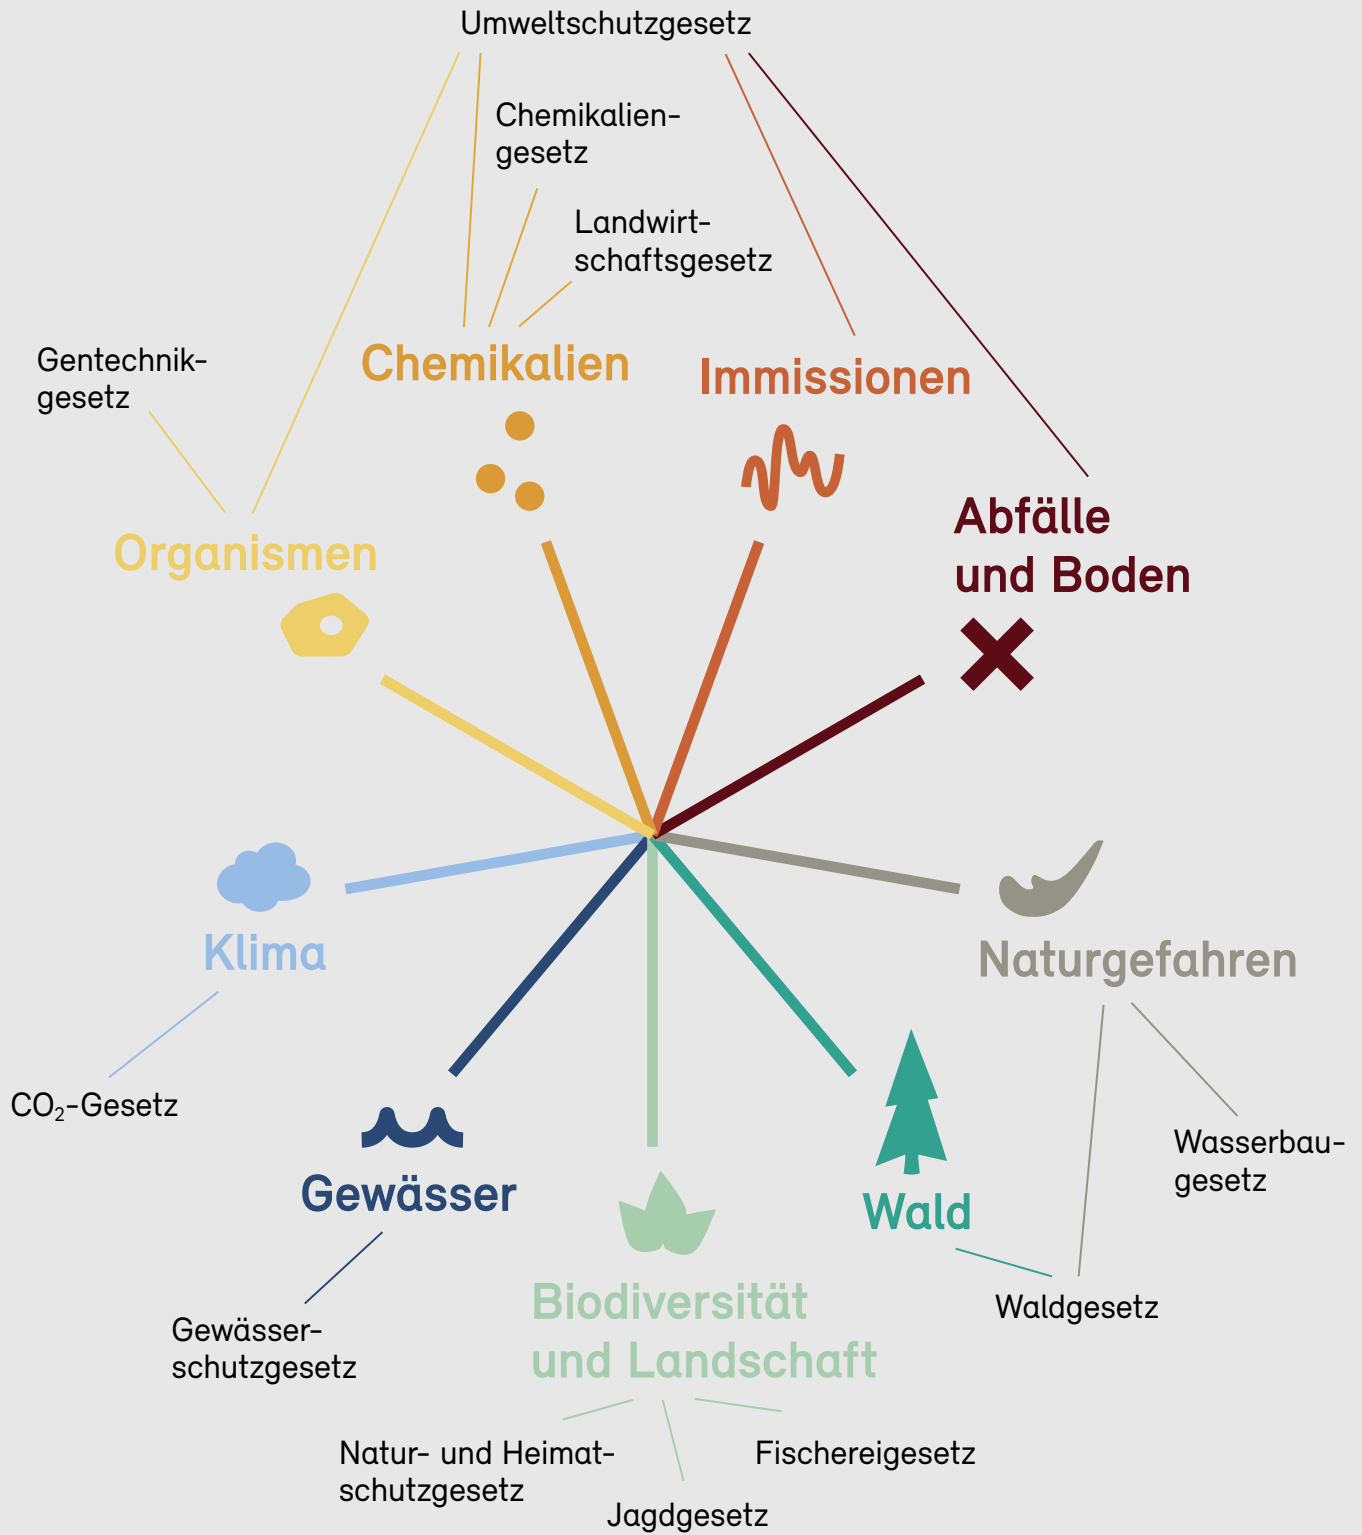 Umweltschutzgesetz
Chemikalien-
gesetz
Landwirt-
schaftsgesetz
Gentechnik-
gesetz
Chemikalien
Immissionen
Organismen
Abfälle
und Boden
Klima
Naturgefahren
CO₂-Gesetz
Wasserbau-
gesetz
Gewässer
Wald
Gewässer-
schutzgesetz
Biodiversität
und Landschaft
Waldgesetz
Natur- und Heimat-
schutzgesetz
Fischereigesetz
Jagdgesetz